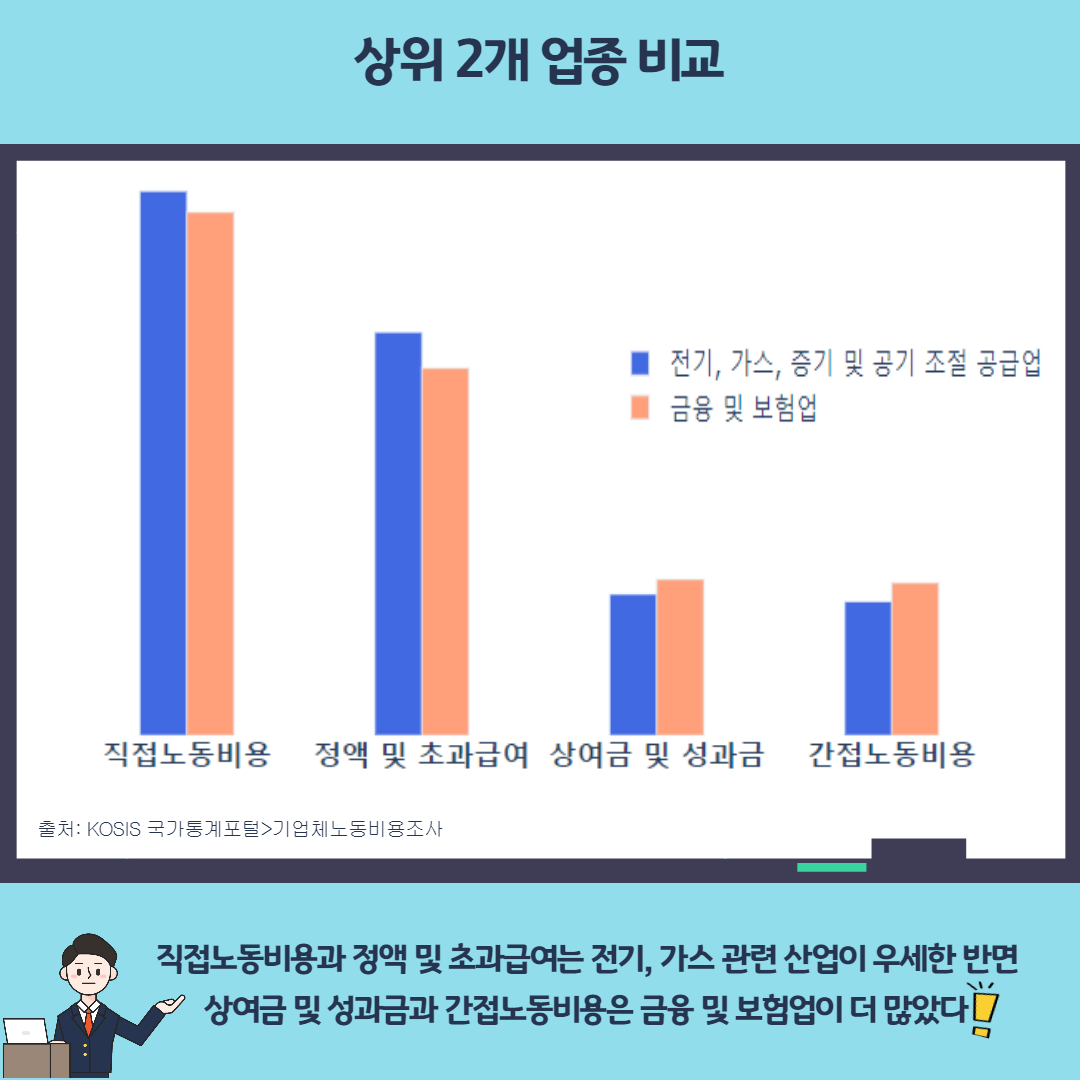 상위 2개 업종 비교
전기, 가스, 증기 및 공기 조절 공급업
금융 및 보험업
직접노동비용 정액 및 초과급여 상여금 및 성과금 간접노동비용
출처: KOSIS 국가통계포털>기업체노동비용조사
직접노동비용과 정액 및 초과급여는 전기, 가스 관련 산업이 우세한 반면
상여금 및 성과금과 간접노동비용은 금융 및 보험업이 더 많았다